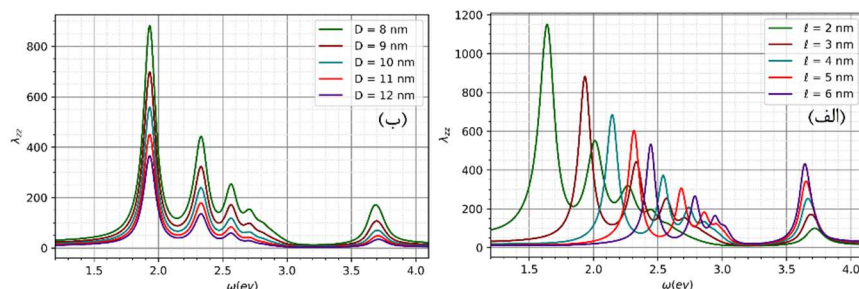 800
600
400
200
0
λzz
D = 8 nm
D = 9 nm
D = 10 nm
D = 11 nm
D = 12 nm
(ب)
1.5 2.0 2.5 3.0 3.5 4.0
ω(ev)
1200
1000
800
600
400
200
0
λzz
ℓ = 2 nm
ℓ = 3 nm
ℓ = 4 nm
ℓ = 5 nm
ℓ = 6 nm
(الف)
1.5 2.0 2.5 3.0 3.5 4.0
ω(ev)